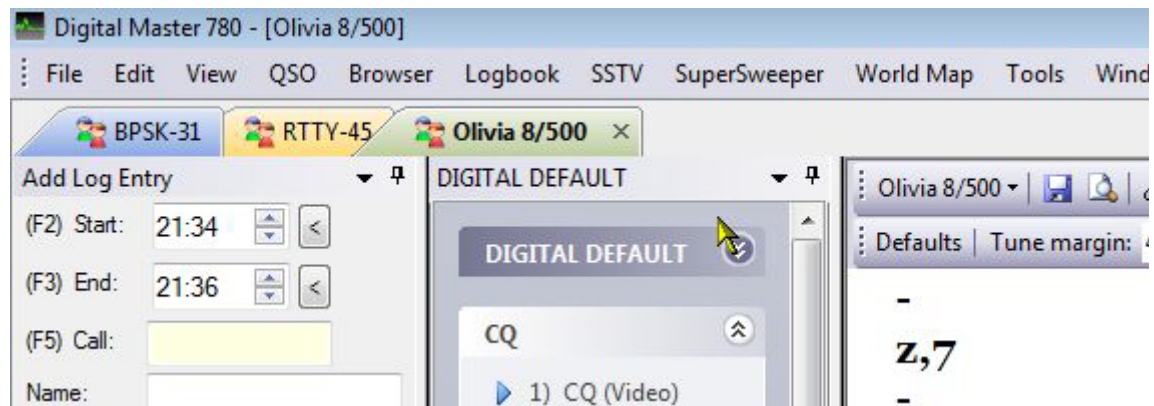 Digital Master 780 - [Olivia 8/500]
File Edit View QSO Browser Logbook SSTV SuperSweeper World Map Tools Wind
BPSK-31 RTTY-45 Olivia 8/500
Add Log Entry
(F2) Start: 21:34 <
(F3) End: 21:36 <
(F5) Call:
Name:
DIGITAL DEFAULT
DIGITAL DEFAULT
CQ
1) CQ (Video)
Olivia 8/500
Defaults Tune margin:
-
z,7
-